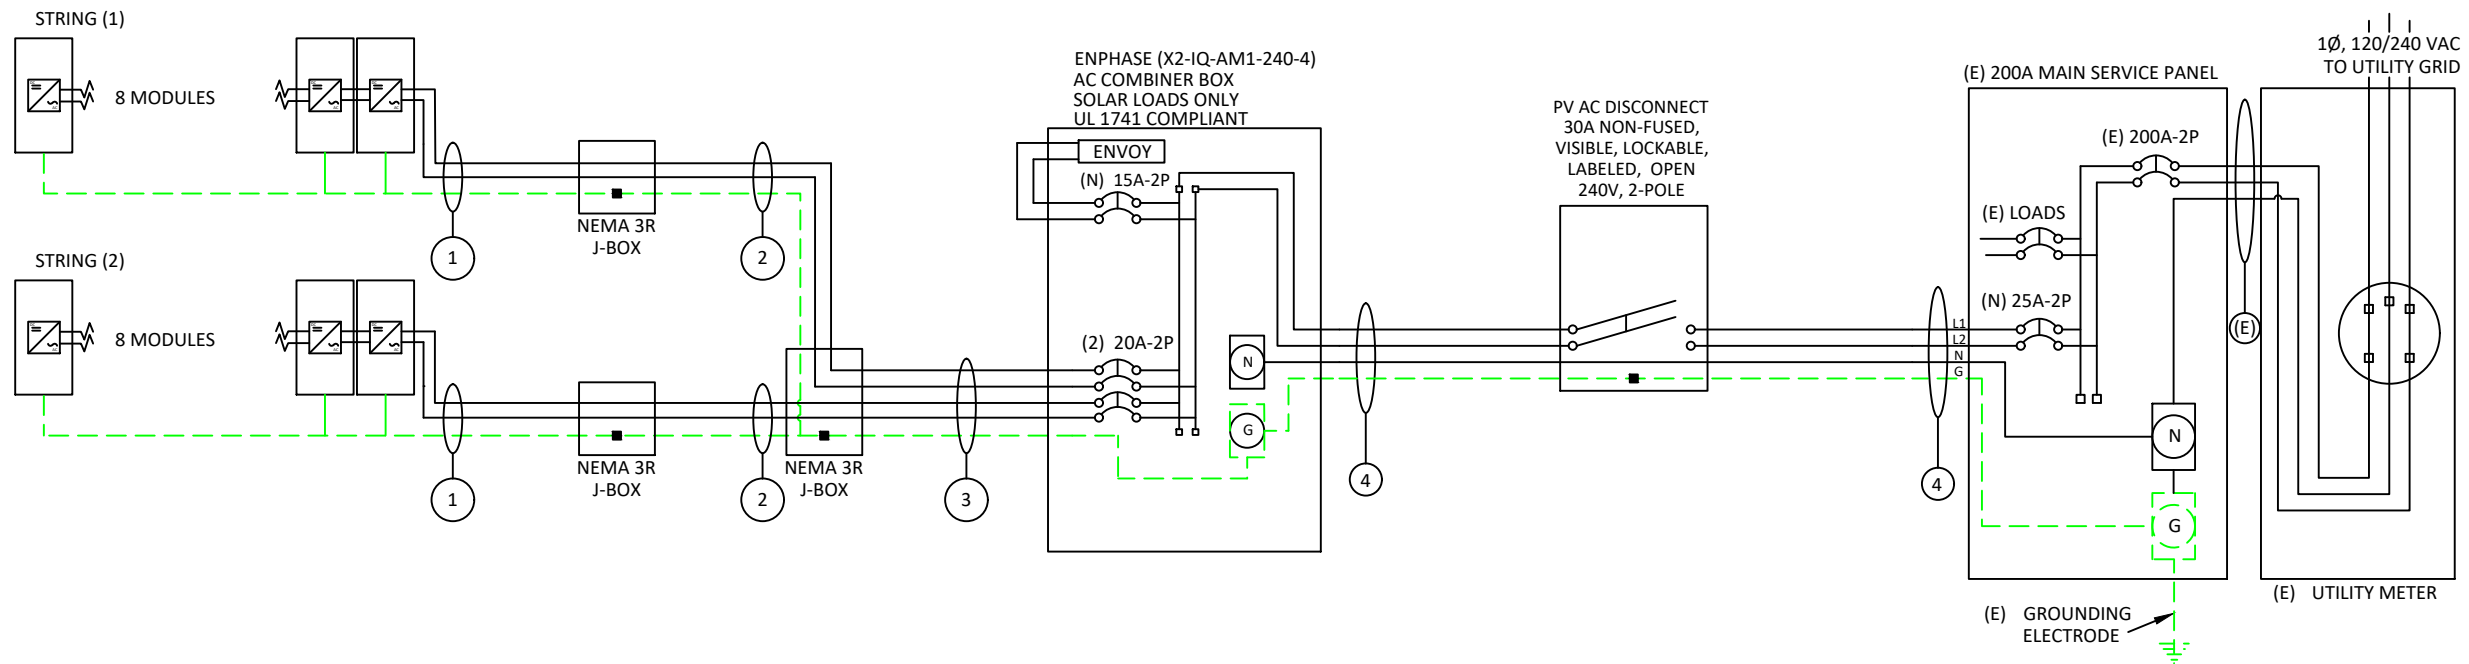 STRING (1)
8 MODULES
1
NEMA 3R
J-BOX
2
STRING (2)
8 MODULES
1
NEMA 3R
J-BOX
2
NEMA 3R
J-BOX
3
ENPHASE (X2-IQ-AM1-240-4)
AC COMBINER BOX
SOLAR LOADS ONLY
UL 1741 COMPLIANT
ENVOY
(N) 15A-2P
(2) 20A-2P
N
G
4
PV AC DISCONNECT
30A NON-FUSED,
VISIBLE, LOCKABLE,
LABELED, OPEN
240V, 2-POLE
4
L1
L2
N
G
(E) 200A MAIN SERVICE PANEL
(E) 200A-2P
(E) LOADS
(N) 25A-2P
N
G
(E) GROUNDING
ELECTRODE
(E)
1Ø, 120/240 VAC
TO UTILITY GRID
(E) UTILITY METER